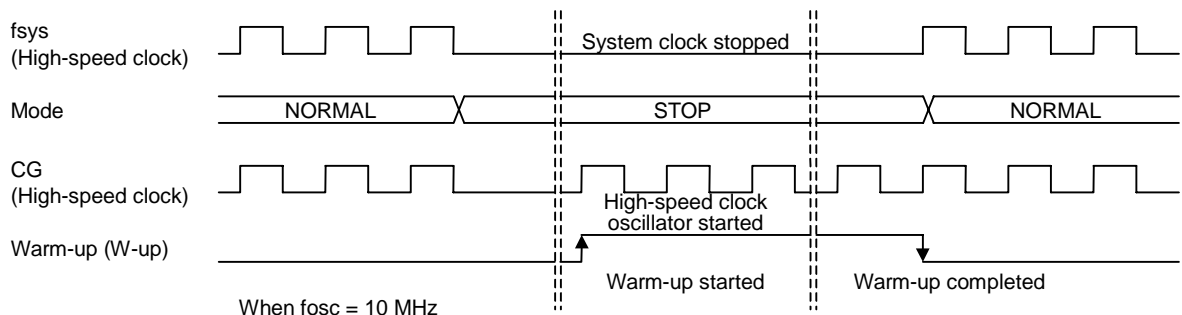 fsys
(High-speed clock)
System clock stopped
Mode
NORMAL
STOP
NORMAL
CG
(High-speed clock)
High-speed clock
oscillator started
Warm-up (W-up)
Warm-up started
Warm-up completed
When fosc = 10 MHz